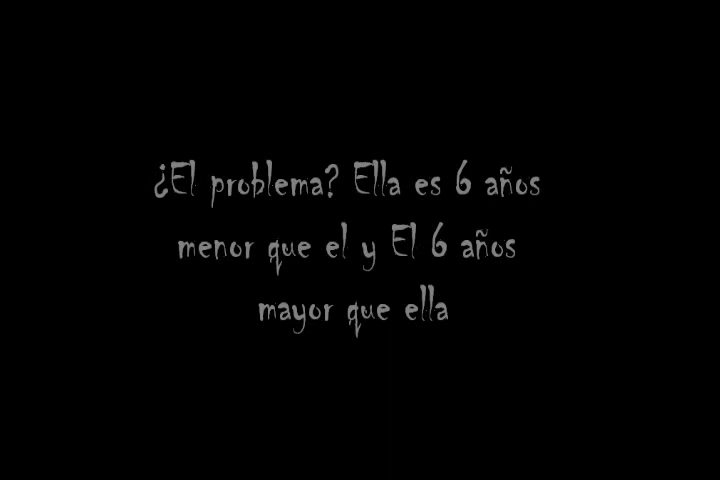 ¿El problema? Ella es 6 años
menor que el y El 6 años
mayor que ella